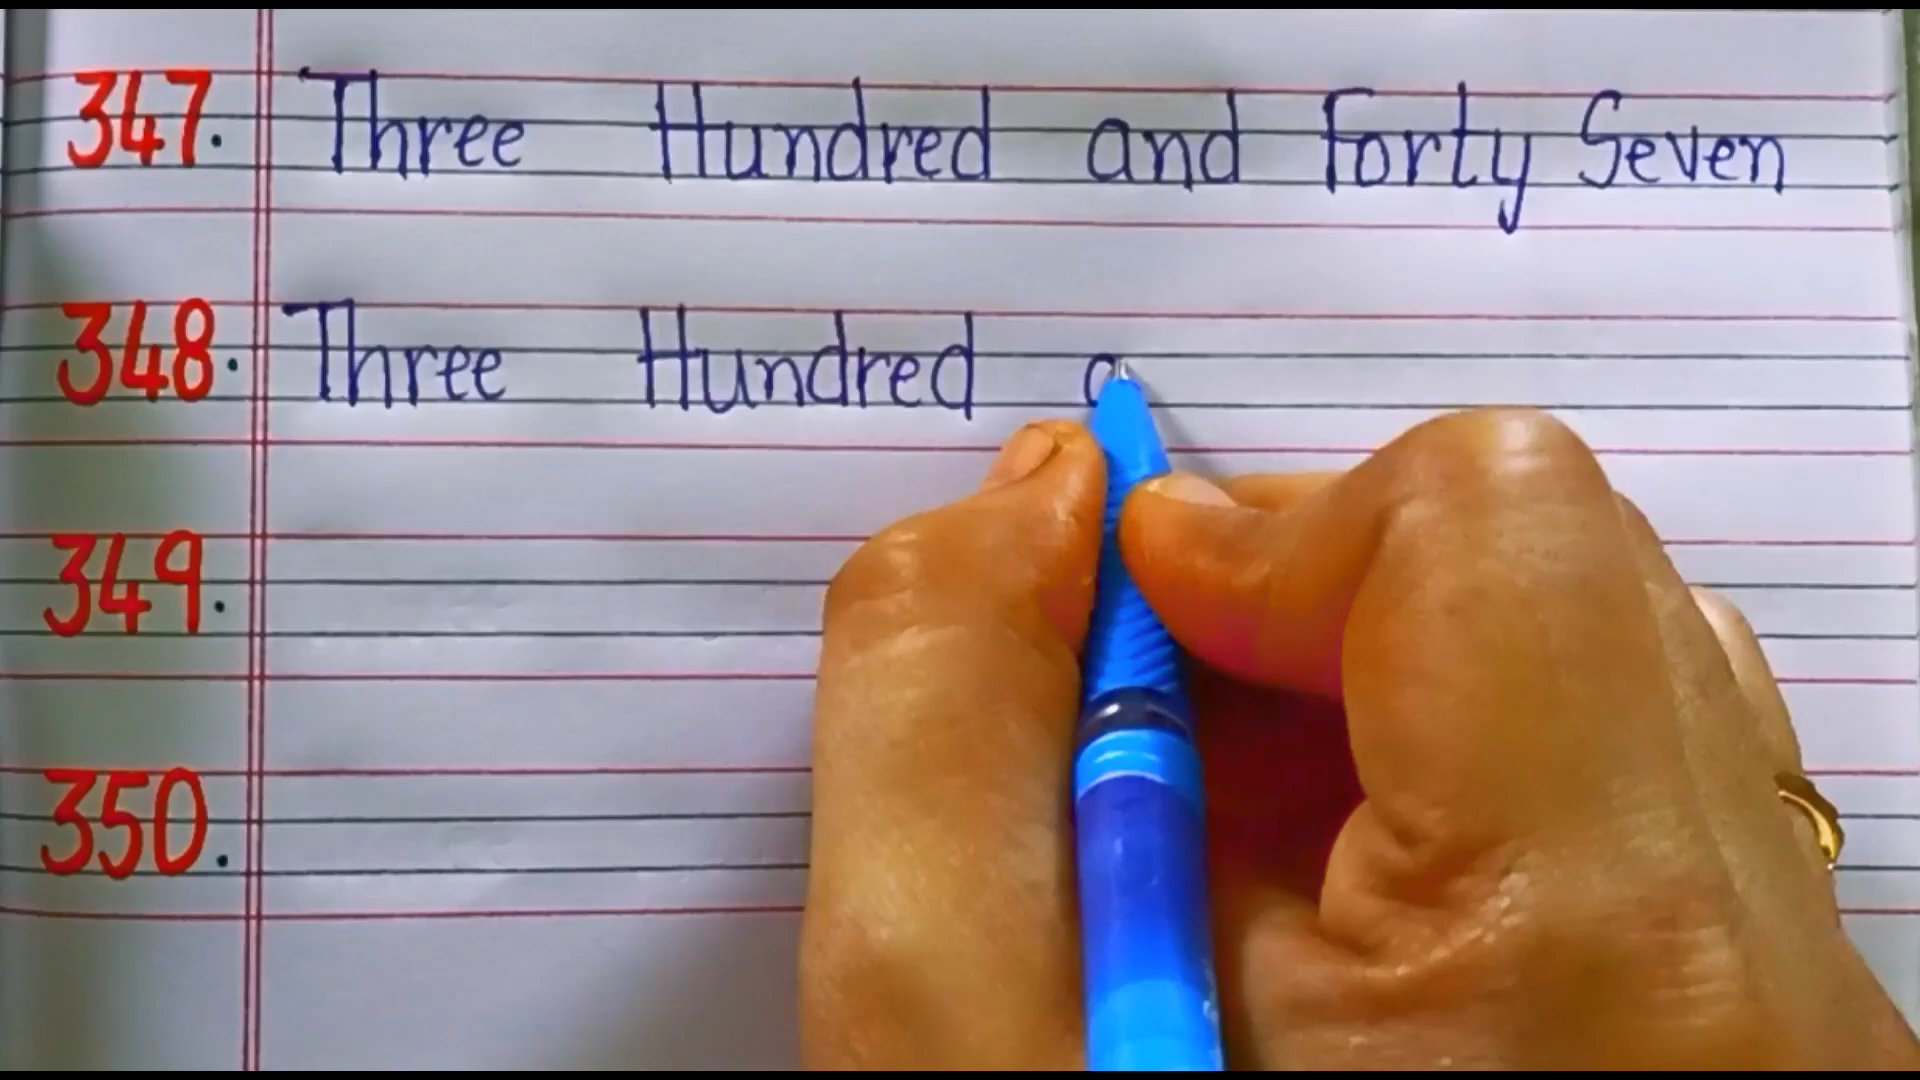 347. Three Hundred and Forty Seven
348. Three Hundred a
349.
350.